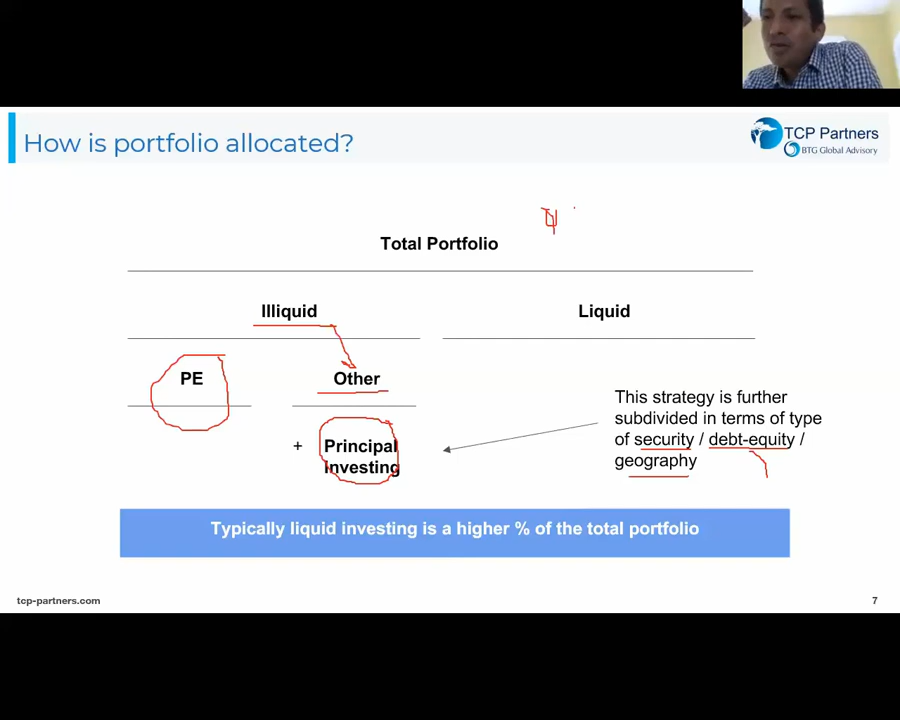 How is portfolio allocated?
TCP Partners
BTG Global Advisory
Total Portfolio
Illiquid
Liquid
PE
Other
+ Principal
Investing
This strategy is further
subdivided in terms of type
of security / debt-equity /
geography
Typically liquid investing is a higher % of the total portfolio
tcp-partners.com
7